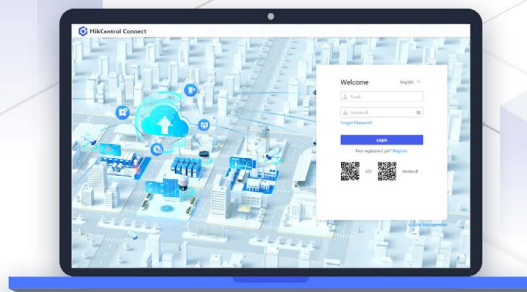 HikCentral Connect
Welcome
English
Email
Password
Forgot Password
Login
Not registered yet? Register
iOS
Android